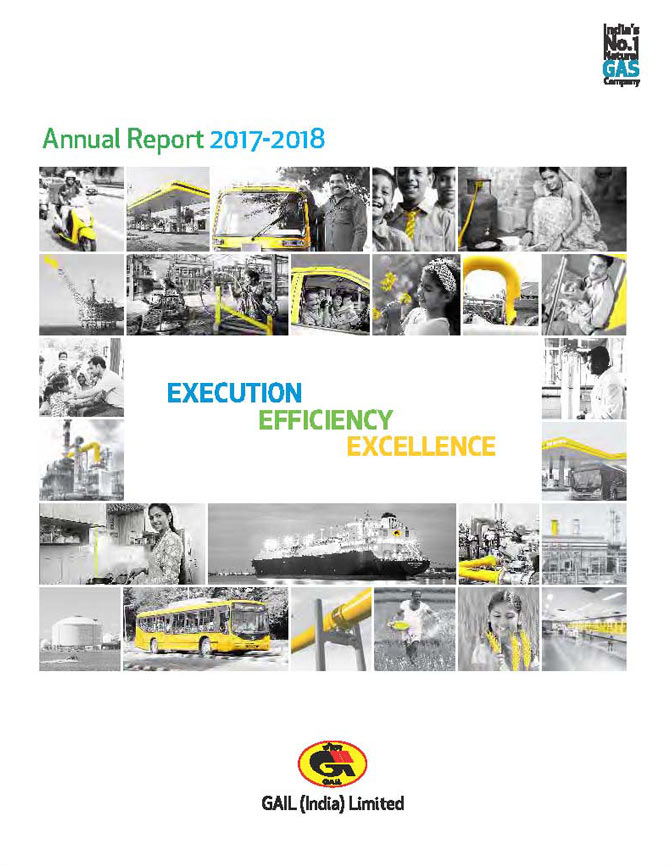 India's
No.1
Natural
GAS
Company
Annual Report 2017-2018
EXECUTION
EFFICIENCY
EXCELLENCE
GAIL
GAIL (India) Limited